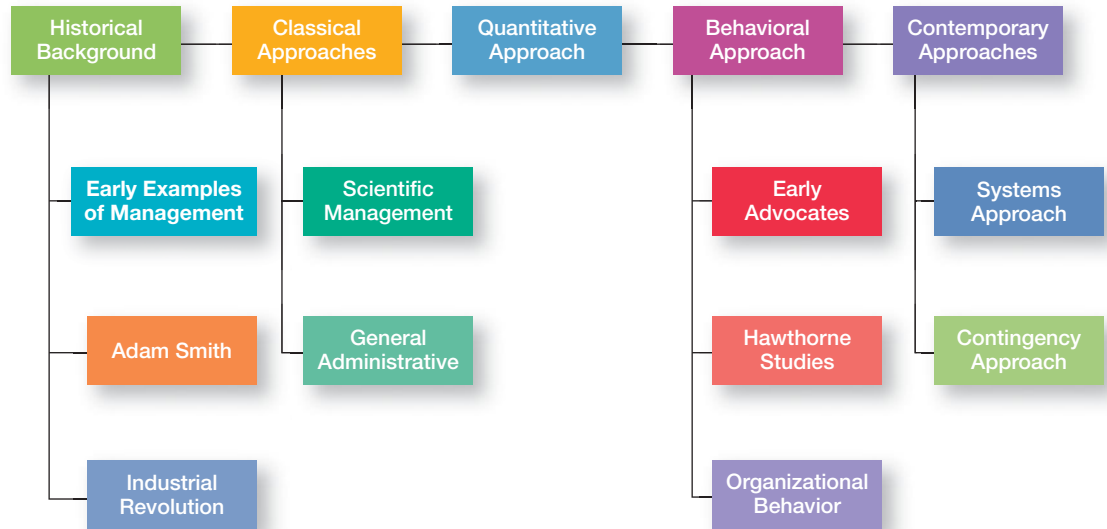 Historical
Background
Classical
Approaches
Quantitative
Approach
Behavioral
Approach
Contemporary
Approaches
Early Examples
of Management
Scientific
Management
Early
Advocates
Systems
Approach
Adam Smith
General
Administrative
Hawthorne
Studies
Contingency
Approach
Industrial
Revolution
Organizational
Behavior